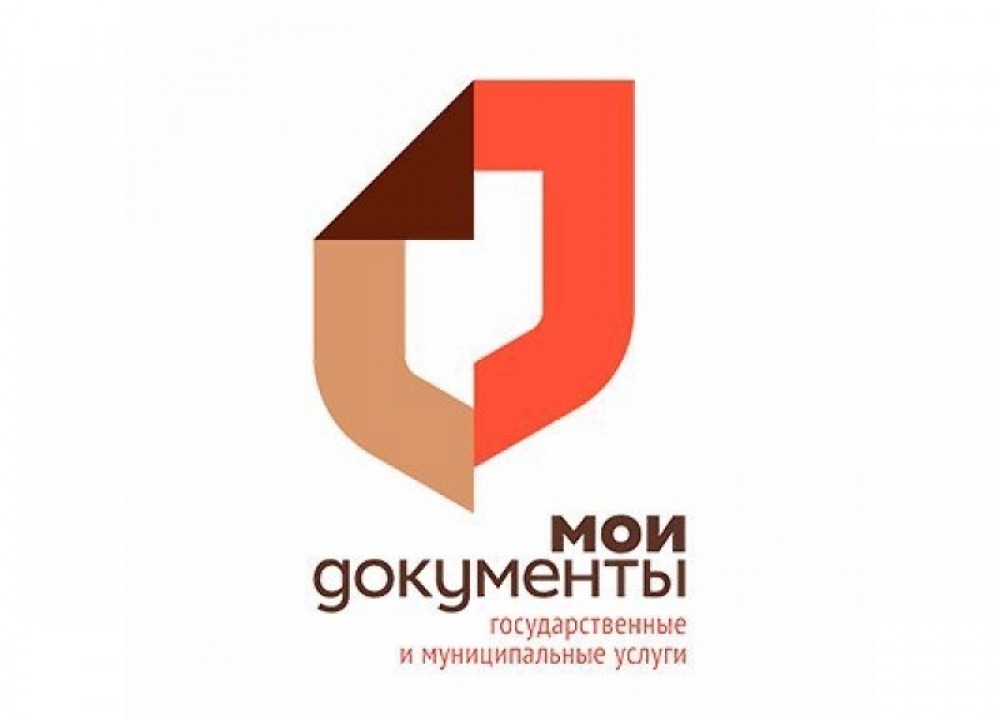 мои
документы
государственные
и муниципальные услуги